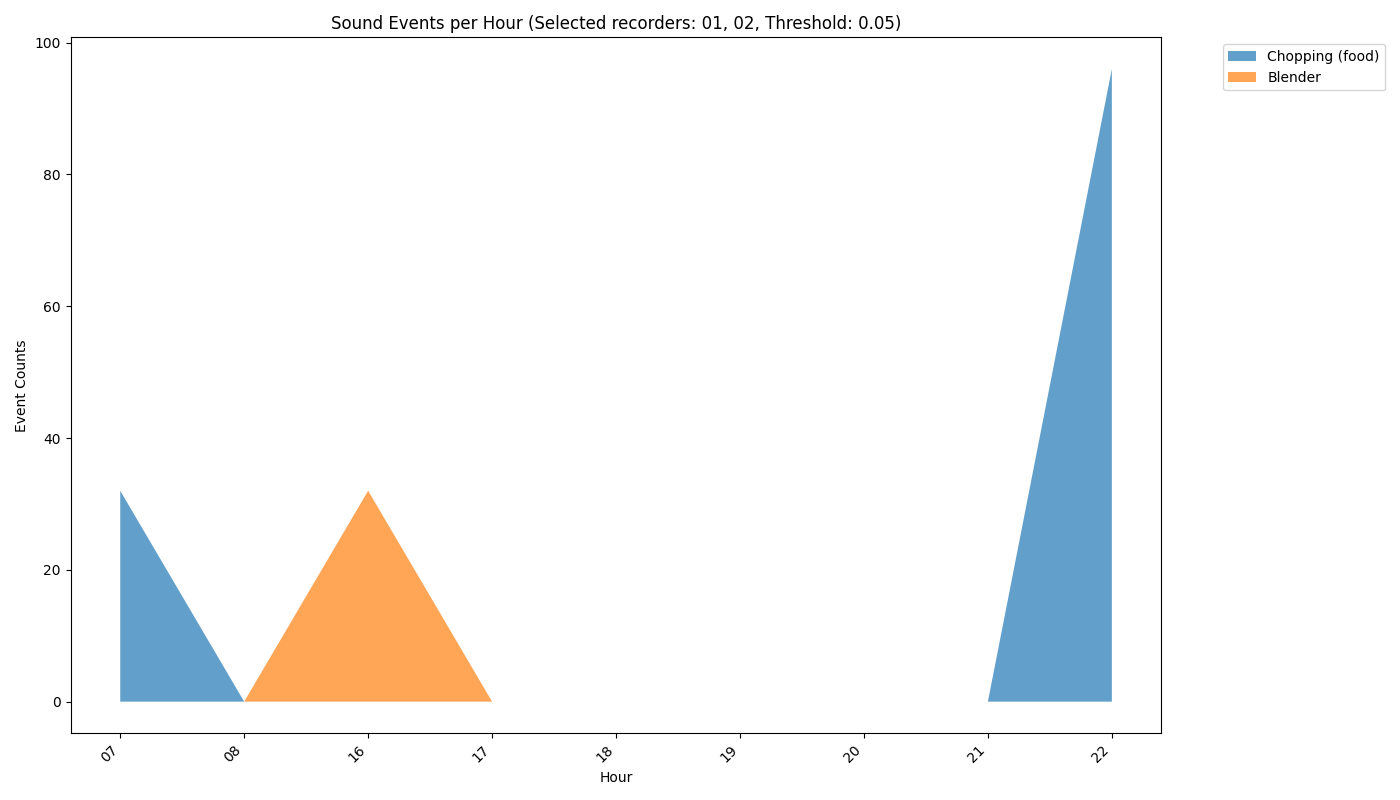 Sound Events per Hour (Selected recorders: 01, 02, Threshold: 0.05)
Chopping (food)
Blender
Event Counts
100
80
60
40
20
0
07 08 16 17 18 19 20 21 22
Hour